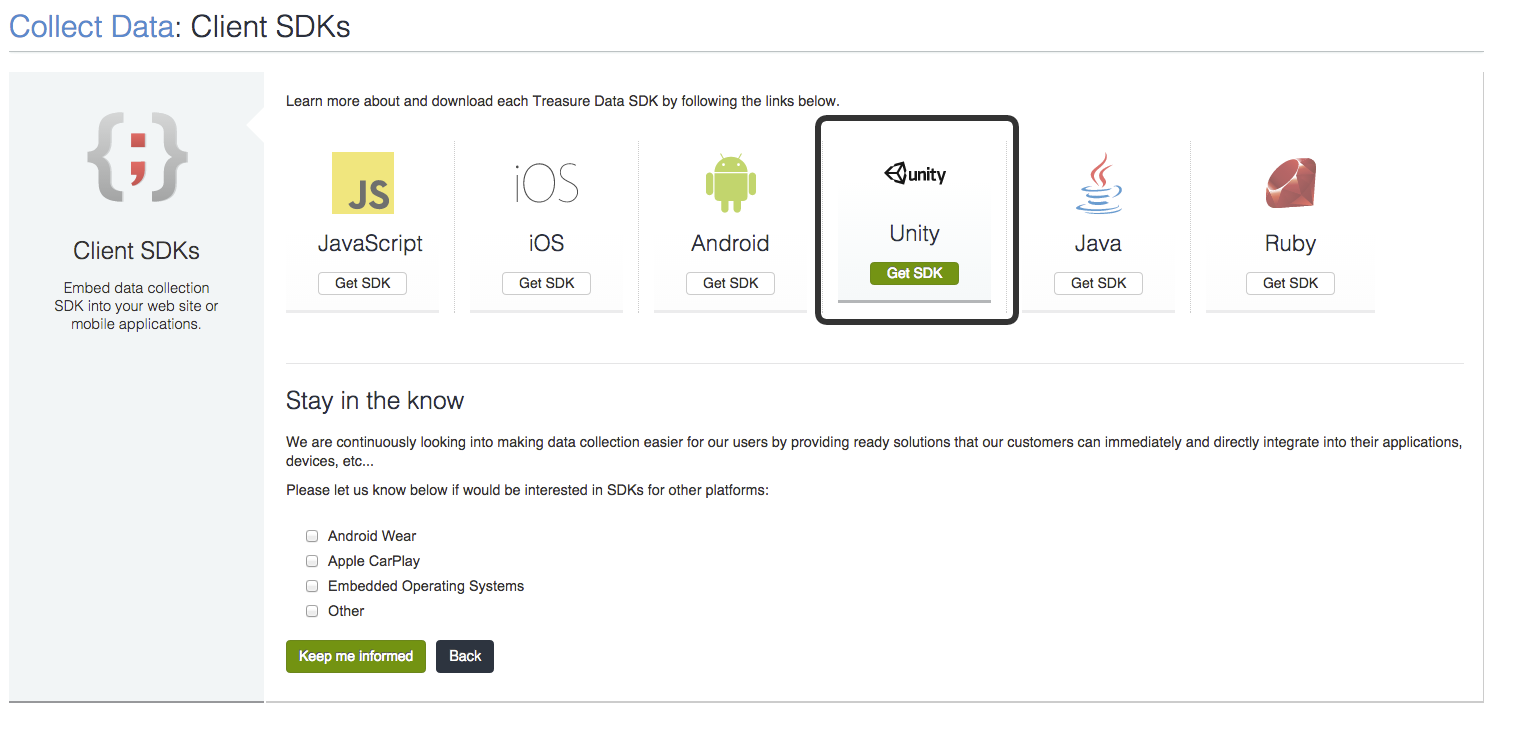 Collect Data: Client SDKs
Learn more about and download each Treasure Data SDK by following the links below.
{;}
Client SDKs
Embed data collection
SDK into your web site or
mobile applications.
JS
JavaScript
Get SDK
iOS
iOS
Get SDK
Android
Get SDK
unity
Unity
Get SDK
Java
Get SDK
Ruby
Get SDK
Stay in the know
We are continuously looking into making data collection easier for our users by providing ready solutions that our customers can immediately and directly integrate into their applications,
devices, etc...
Please let us know below if would be interested in SDKs for other platforms:
Android Wear
Apple CarPlay
Embedded Operating Systems
Other
Keep me informed
Back